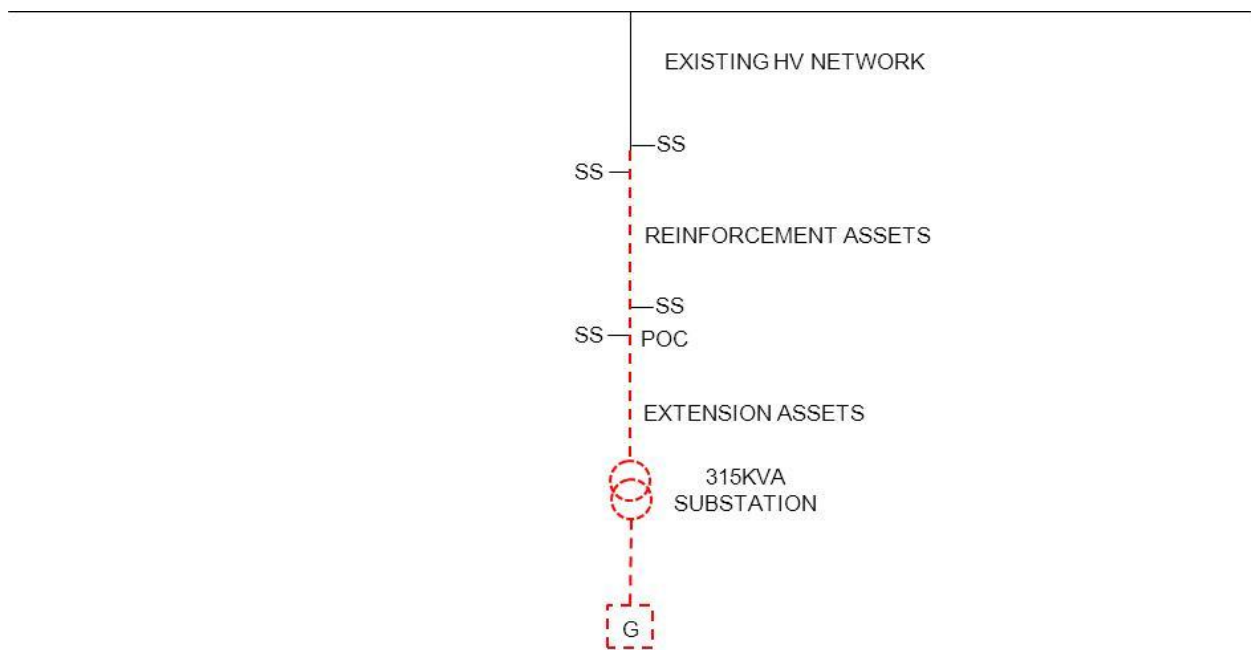 EXISTING HV NETWORK
SS
SS
REINFORCEMENT ASSETS
SS
SS
POC
EXTENSION ASSETS
315KVA
SUBSTATION
G